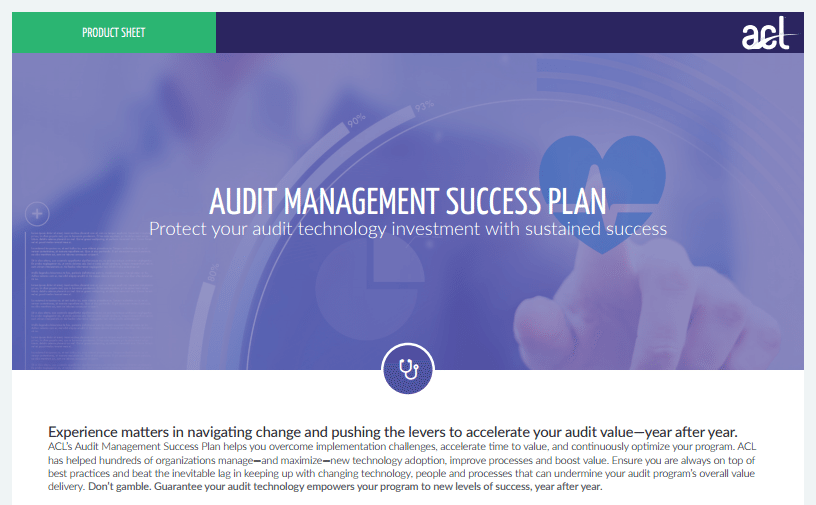 PRODUCT SHEET
acl
90%
93%
AUDIT MANAGEMENT SUCCESS PLAN
Protect your audit technology investment with sustained success
80%
Experience matters in navigating change and pushing the levers to accelerate your audit value—year after year.
ACL's Audit Management Success Plan helps you overcome implementation challenges, accelerate time to value, and continuously optimize your program. ACL
has helped hundreds of organizations manage—and maximize—new technology adoption, improve processes and boost value. Ensure you are always on top of
best practices and beat the inevitable lag in keeping up with changing technology, people and processes that can undermine your audit program's overall value
delivery. Don't gamble. Guarantee your audit technology empowers your program to new levels of success, year after year.